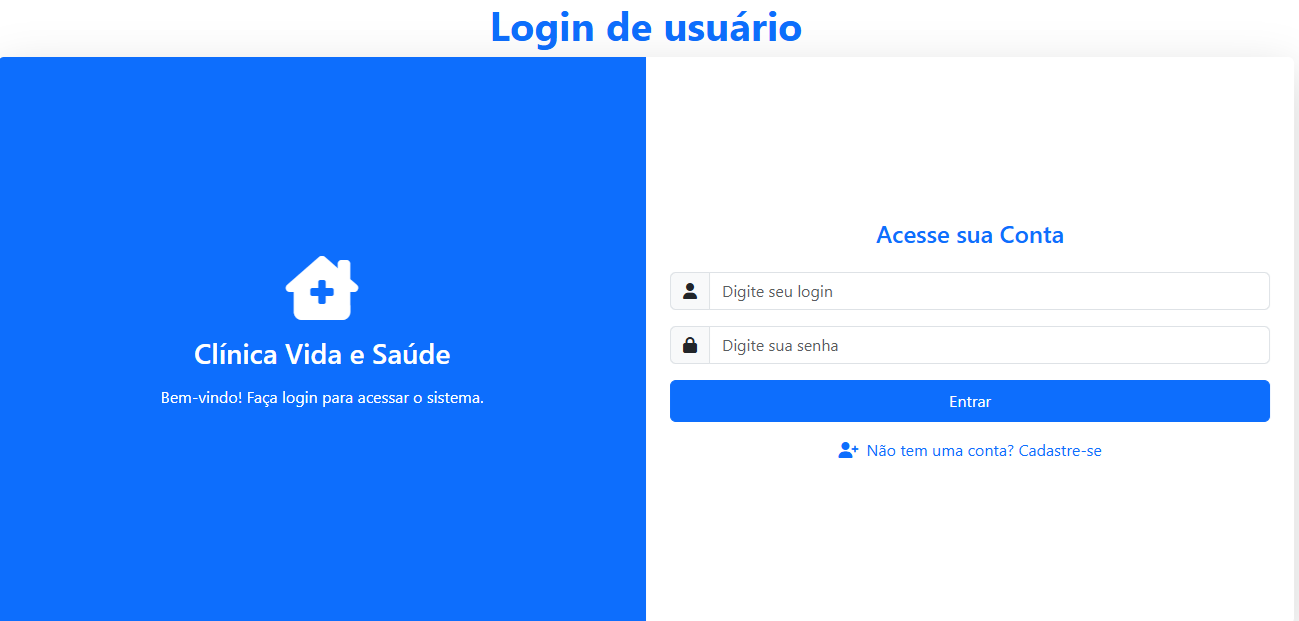 Login de usuário
Clínica Vida e Saúde
Bem-vindo! Faça login para acessar o sistema.
Acesse sua Conta
Digite seu login
Digite sua senha
Entrar
Não tem uma conta? Cadastre-se